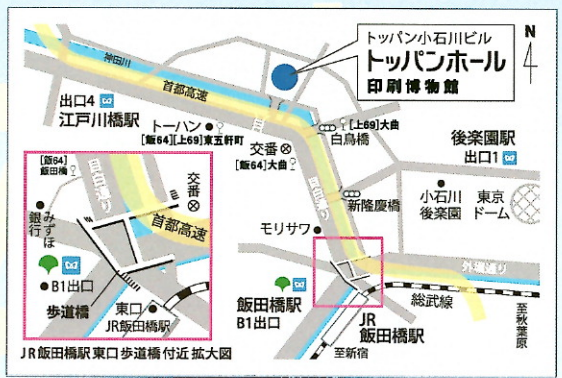 トッパン小石川ビル
トッパンホール
印刷博物館
N
神田川
首都高速
出口4
江戸川橋駅
トーハン
[飯64][上69]東五軒町
目白通り
[上69]大曲
白鳥橋
交番
[飯64]大曲
後楽園駅
出口1
新隆慶橋
小石川
後楽園
東京
ドーム
モリサワ
目白通り
外堀通り
飯田橋駅
B1出口
JR
飯田橋駅
総武線
至秋葉原
至新宿
[飯64]
飯田橋
目白通り
交番
みずほ
銀行
首都高速
B1出口
歩道橋
東口
JR飯田橋駅
JR飯田橋駅東口歩道橋付近拡大図